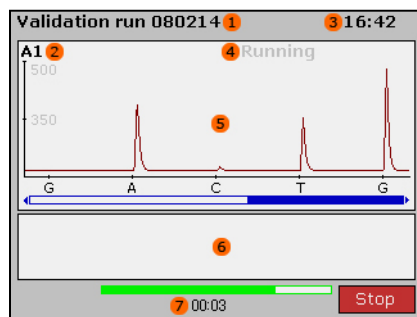 Validation run 080214 1 3 16:42
A1 2 4 Running
500
350 5
G A C T G
6
7 00:03 Stop